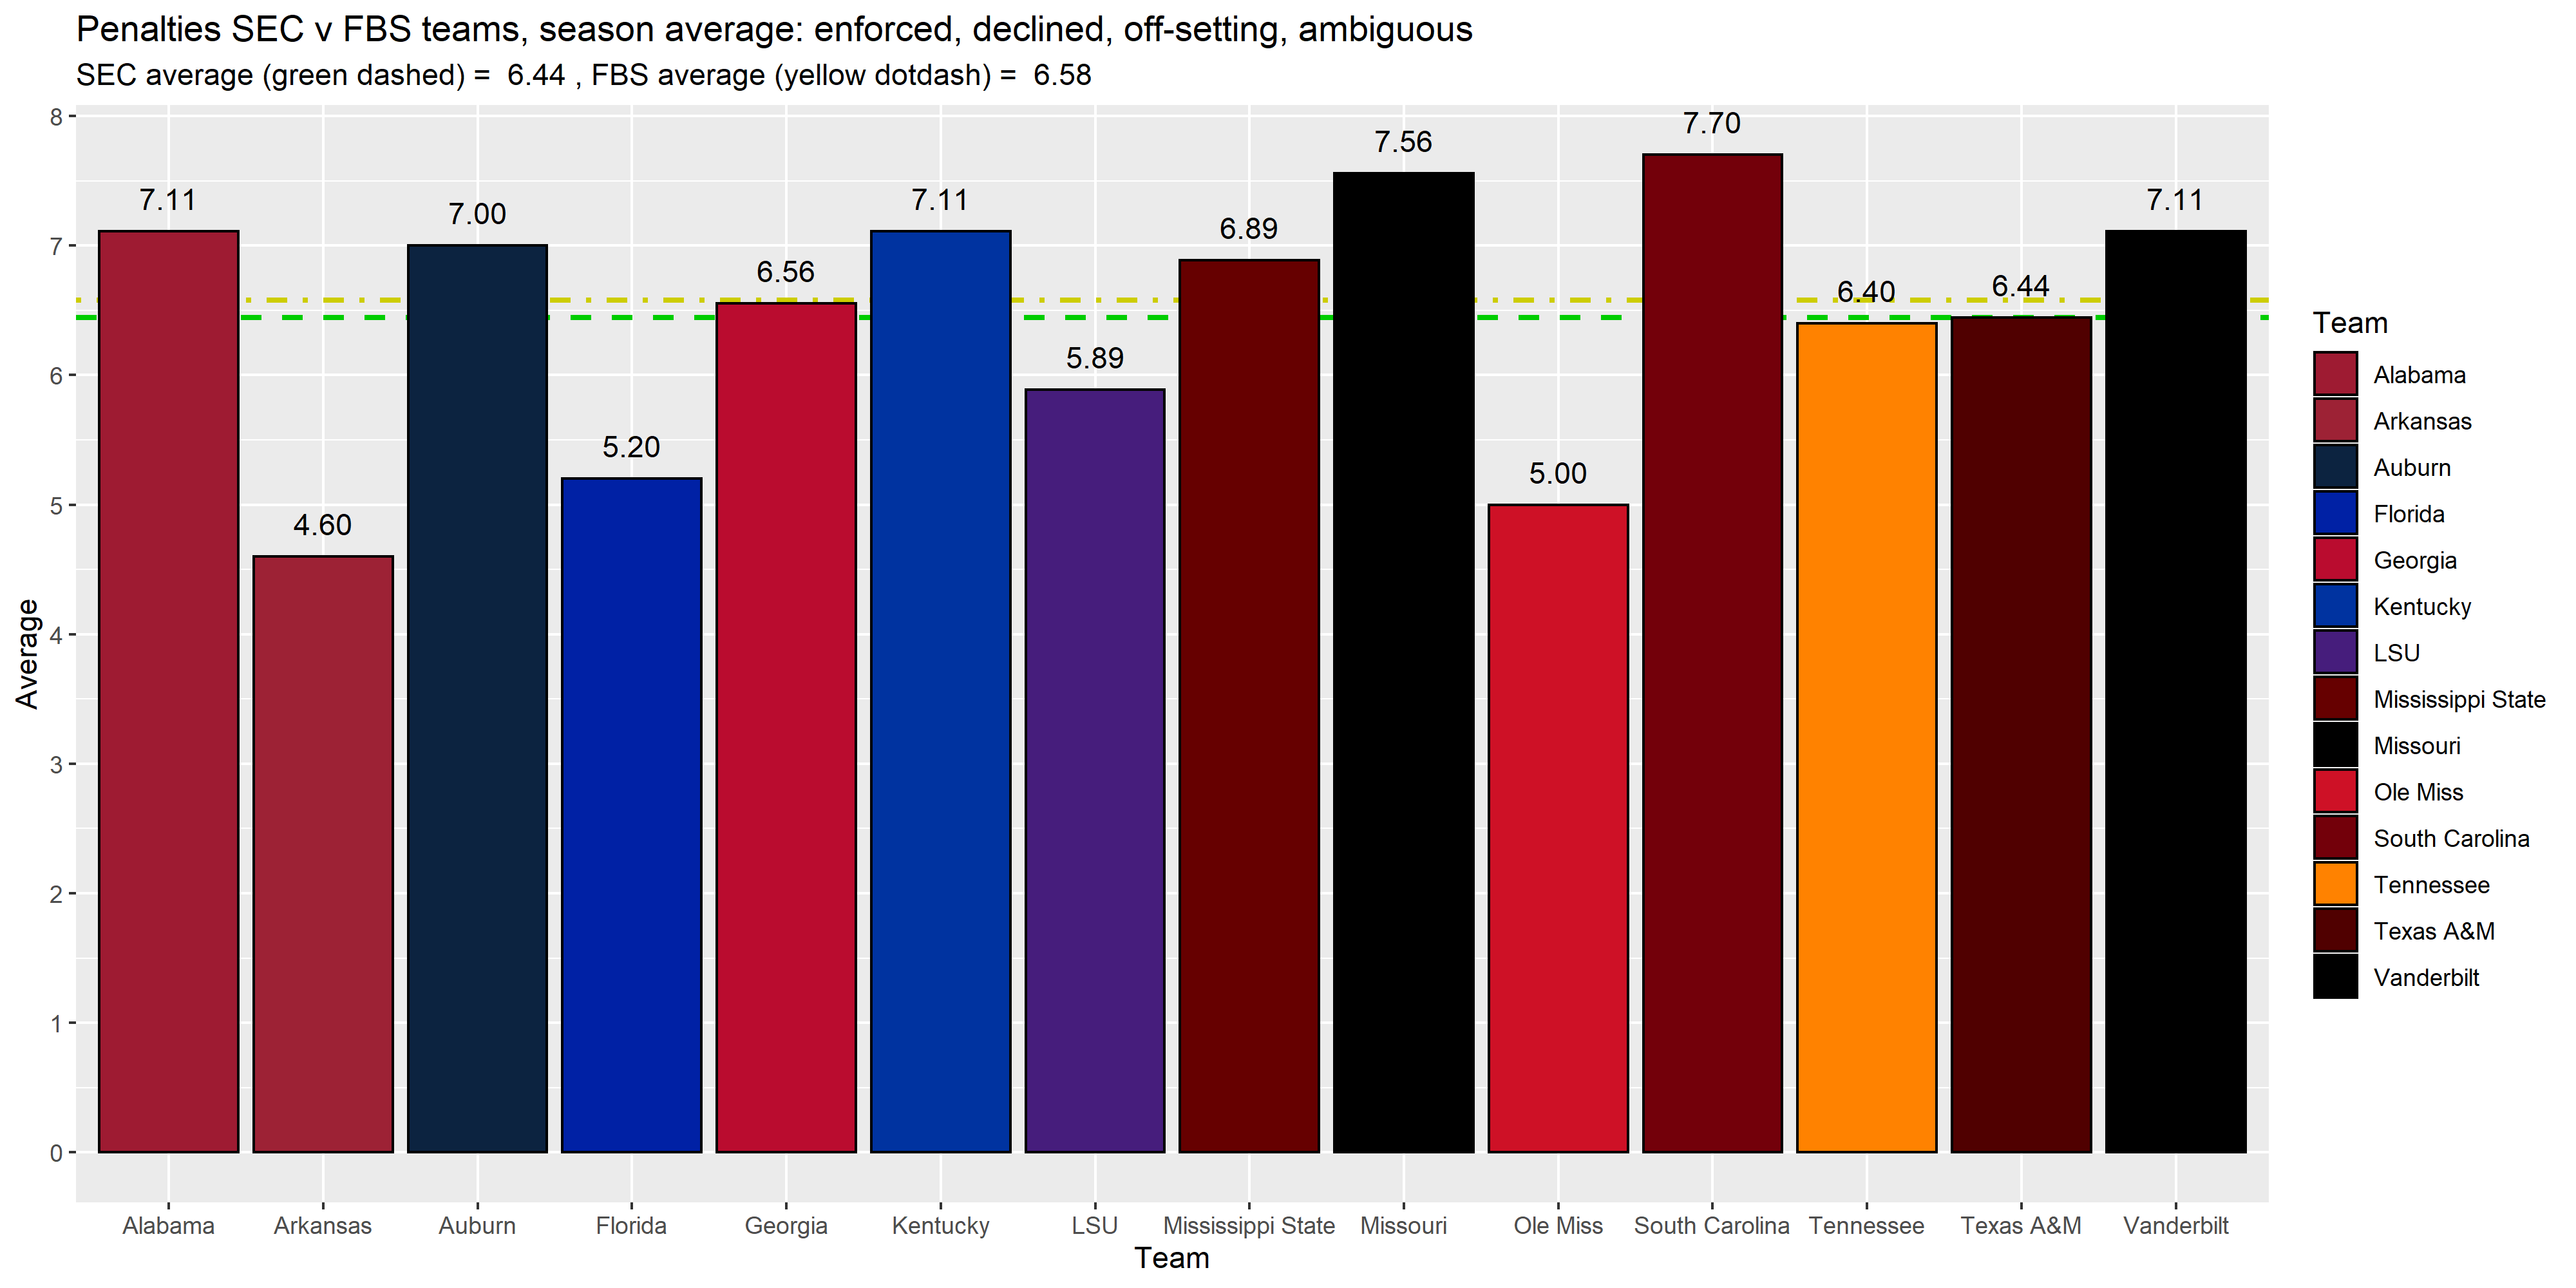 Penalties SEC v FBS teams, season average: enforced, declined, off-setting, ambiguous
SEC average (green dashed) =  6.44 , FBS average (yellow dotdash) =  6.58
8
7
6
5
4
3
2
1
0
Average
7.11
4.60
7.00
5.20
6.56
7.11
5.89
6.89
7.56
5.00
7.70
6.40
6.44
7.11
Alabama
Arkansas
Auburn
Florida
Georgia
Kentucky
LSU
Mississippi State
Missouri
Ole Miss
South Carolina
Tennessee
Texas A&M
Vanderbilt
Team
Team
Alabama
Arkansas
Auburn
Florida
Georgia
Kentucky
LSU
Mississippi State
Missouri
Ole Miss
South Carolina
Tennessee
Texas A&M
Vanderbilt